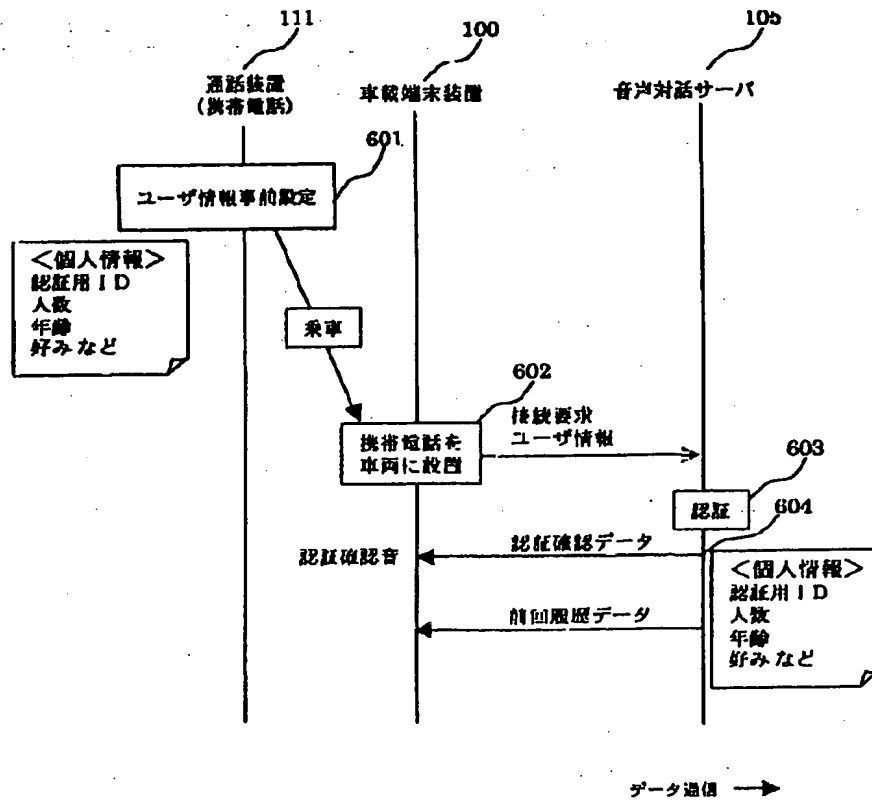 111
100
105
通話装置
(携帯電話)
車載端末装置
音声対話サーバ
601
ユーザ情報事前設定
<個人情報>
認証用ID
人数
年齢
好みなど
乗車
602
携帯電話を
車両に設置
接続要求
ユーザ情報
603
認証
604
認証確認音
認証確認データ
<個人情報>
認証用ID
人数
年齢
好みなど
前回履歴データ
データ通信